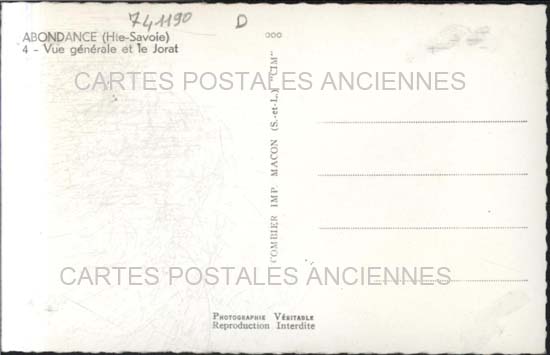 741190 D
ABONDANCE (Hte-Savoie)
4 - Vue générale et le Jorat
CARTES POSTALES ANCIENNES
COMBIER IMP. MACON (S.-et-L.) "CIM"
CARTES POSTALES ANCIENNES
PHOTOGRAPHIE VÉRITABLE
Reproduction Interdite